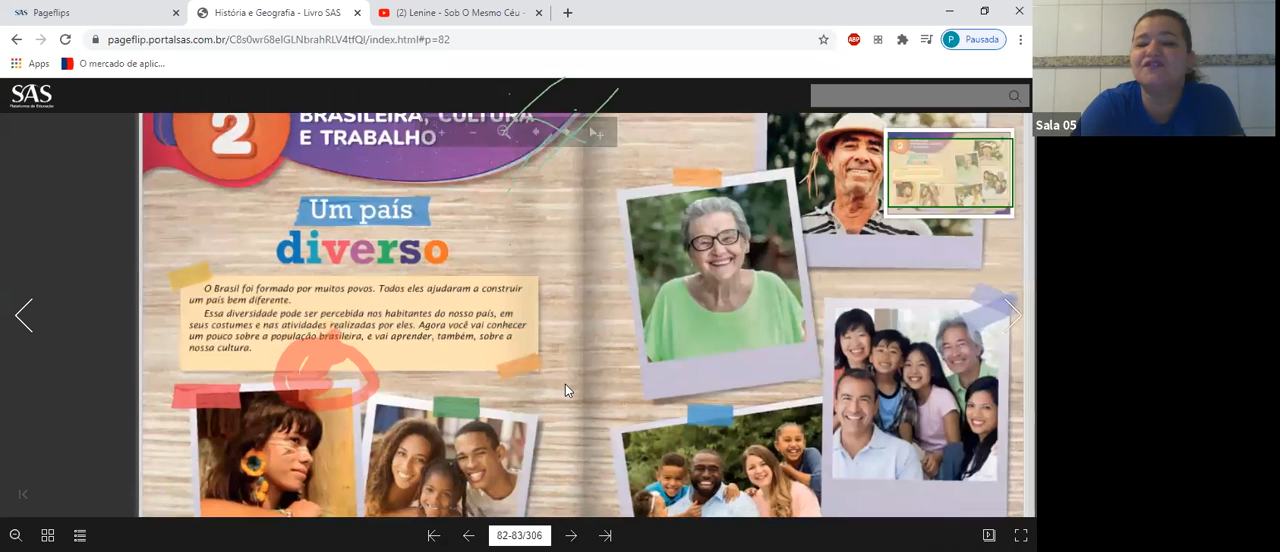 Pageflips
História e Geografia - Livro SAS
(2) Lenine - Sob O Mesmo Céu -
pageflip.portalsas.com.br/C8s0wr68eIGLNbrahRLV4tfQI/index.html#p=82
ABP
P Pausada
Apps
O mercado de aplic...
SAS
Plataforma de Educação
Sala 05
2
BRASILEIRA, CULTURA
E TRABALHO
Um país
diverso
O Brasil foi formado por muitos povos. Todos eles ajudaram a construir
um país bem diferente.
Essa diversidade pode ser percebida nos habitantes do nosso país, em
seus costumes e nas atividades realizadas por eles. Agora você vai conhecer
um pouco sobre a população brasileira, e vai aprender, também, sobre a
nossa cultura.
82-83/306